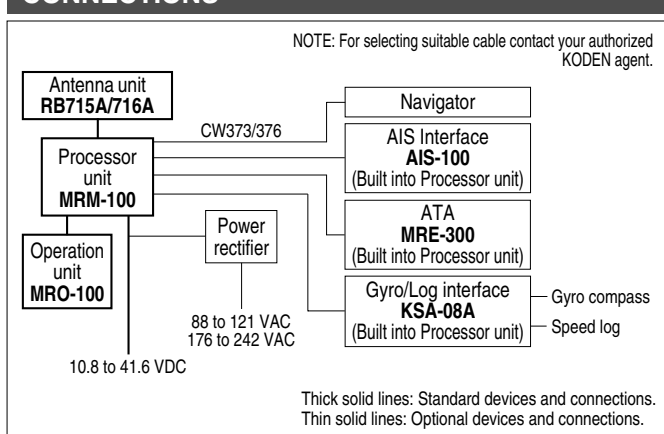 CONNECTIONS
NOTE: For selecting suitable cable contact your authorized
KODEN agent.
Antenna unit
RB715A/716A
CW373/376
Navigator
Processor
unit
MRM-100
AIS Interface
AIS-100
(Built into Processor unit)
Operation
unit
MRO-100
Power
rectifier
ATA
MRE-300
(Built into Processor unit)
88 to 121 VAC
176 to 242 VAC
Gyro/Log interface
KSA-08A
(Built into Processor unit)
Gyro compass
Speed log
10.8 to 41.6 VDC
Thick solid lines: Standard devices and connections.
Thin solid lines: Optional devices and connections.